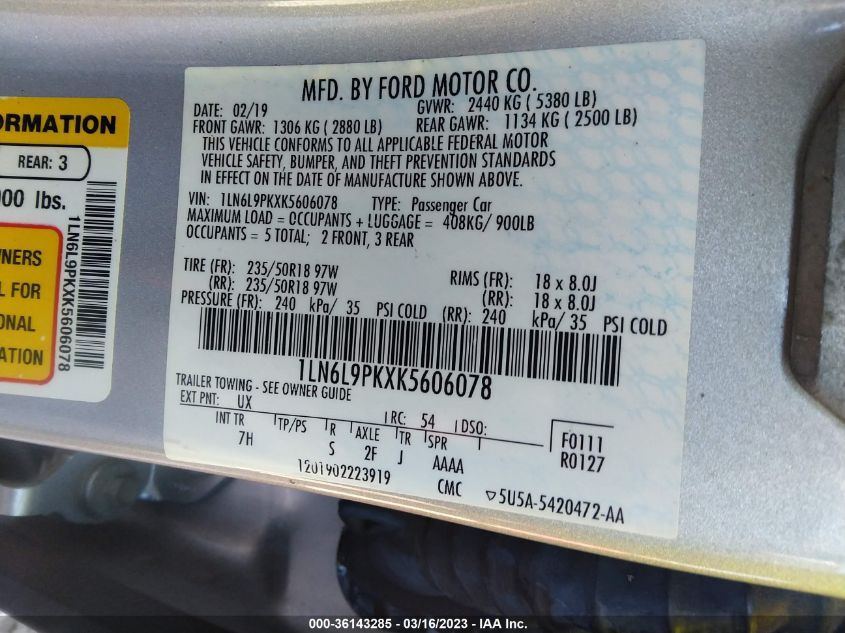 ORMATION
REAR: 3
900 lbs.
WNERS
L FOR
ONAL
ATION
1LN6L9PKXK5606078
MFD. BY FORD MOTOR CO.
DATE: 02/19 GVWR: 2440 KG ( 5380 LB)
FRONT GAWR: 1306 KG ( 2880 LB) REAR GAWR: 1134 KG ( 2500 LB)
THIS VEHICLE CONFORMS TO ALL APPLICABLE FEDERAL MOTOR
VEHICLE SAFETY, BUMPER, AND THEFT PREVENTION STANDARDS
IN EFFECT ON THE DATE OF MANUFACTURE SHOWN ABOVE.
VIN: 1LN6L9PKXK5606078 TYPE: Passenger Car
MAXIMUM LOAD = OCCUPANTS + LUGGAGE = 408KG/ 900LB
OCCUPANTS = 5 TOTAL; 2 FRONT, 3 REAR
TIRE (FR): 235/50R18 97W RIMS (FR): 18 x 8.0J
(RR): 235/50R18 97W (RR): 18 x 8.0J
PRESSURE (FR): 240 kPa/ 35 PSI COLD (RR): 240 kPa/ 35 PSI COLD
1LN6L9PKXK5606078
TRAILER TOWING - SEE OWNER GUIDE
EXT PNT: UX RC: 54 DSO:
INT TR TP/PS R AXLE TR SPR F0111
7H S 2F J AAAA R0127
1201902223919 CMC 5U5A-5420472-AA
000-36143285 - 03/16/2023 - IAA Inc.